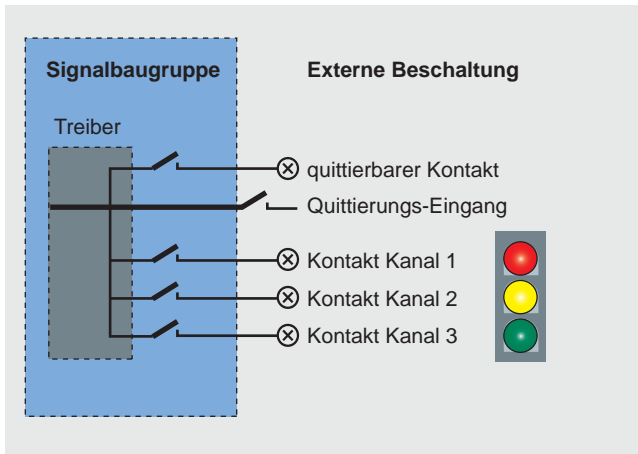 Signalbaugruppe
Externe Beschaltung
Treiber
quittierbarer Kontakt
Quittierungs-Eingang
Kontakt Kanal 1
Kontakt Kanal 2
Kontakt Kanal 3